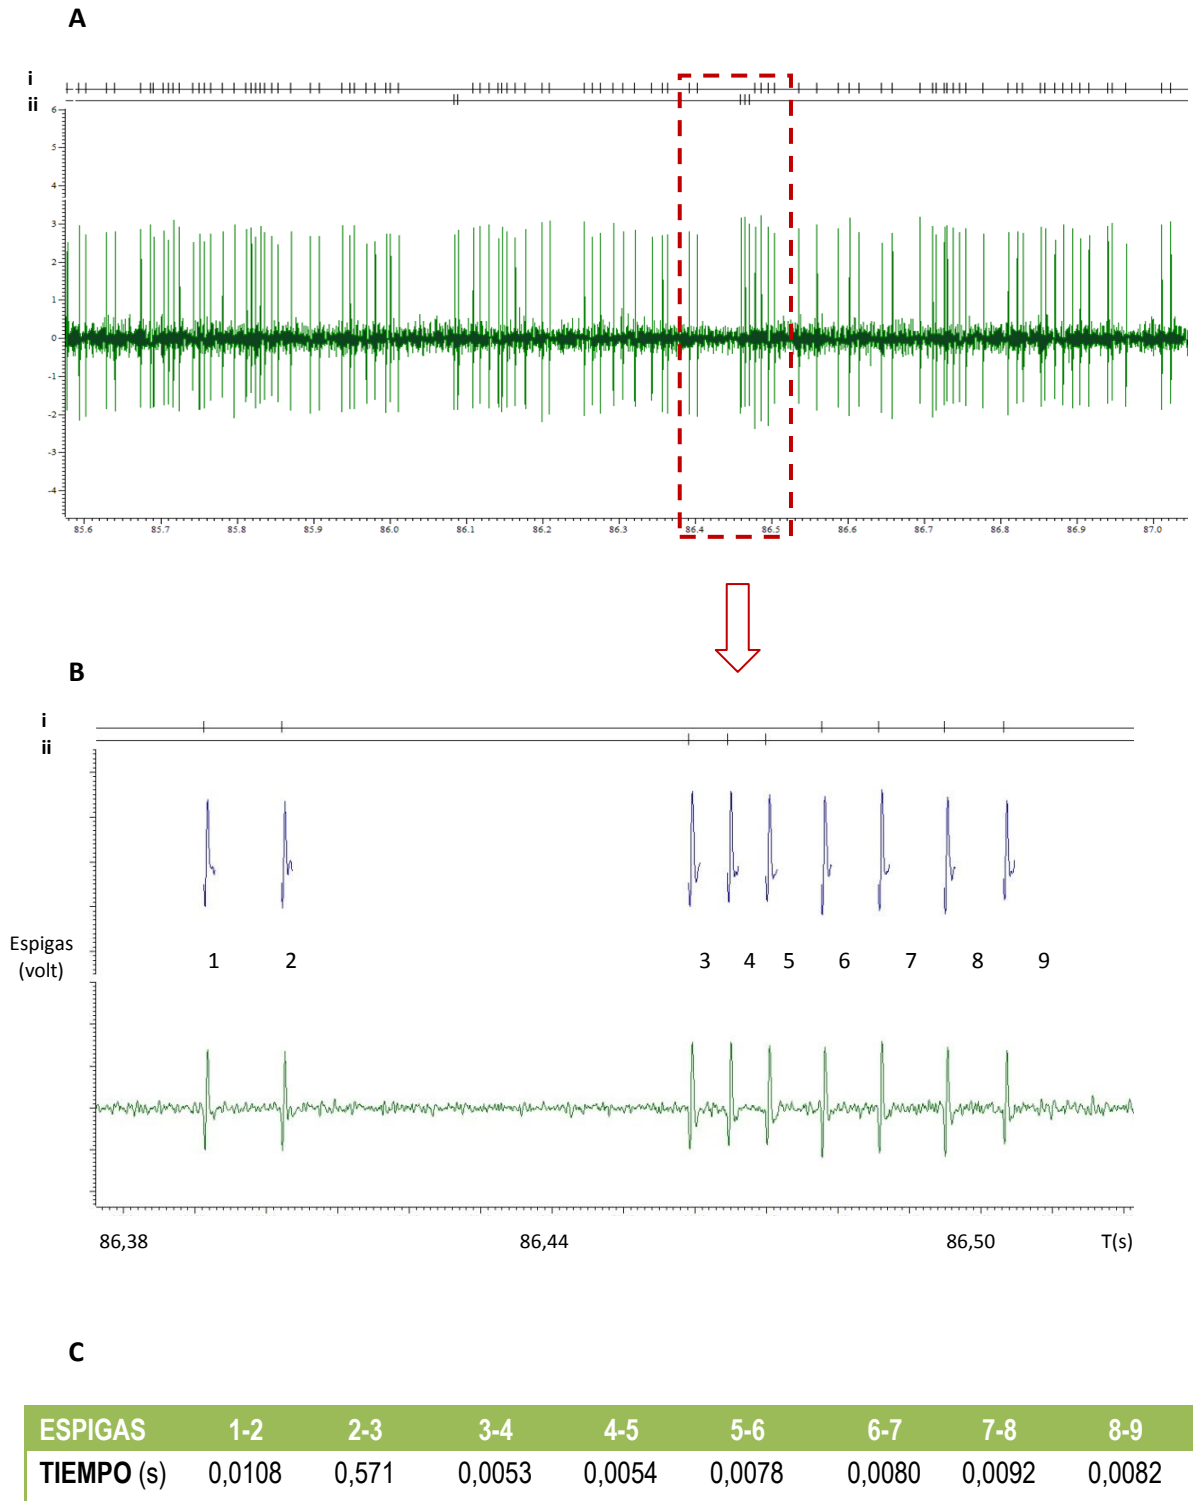 A
i
ii
6
5
4
3
2
1
0
-1
-2
-3
-4
85.6 85.7 85.8 85.9 86.0 86.1 86.2 86.3 86.4 86.5 86.6 86.7 86.8 86.9 87.0
B
i
ii
Espigas
(volt)
1 2 3 4 5 6 7 8 9
86,38 86,44 86,50 T(s)
C
ESPIGAS 1-2 2-3 3-4 4-5 5-6 6-7 7-8 8-9
TIEMPO (s) 0,0108 0,571 0,0053 0,0054 0,0078 0,0080 0,0092 0,0082